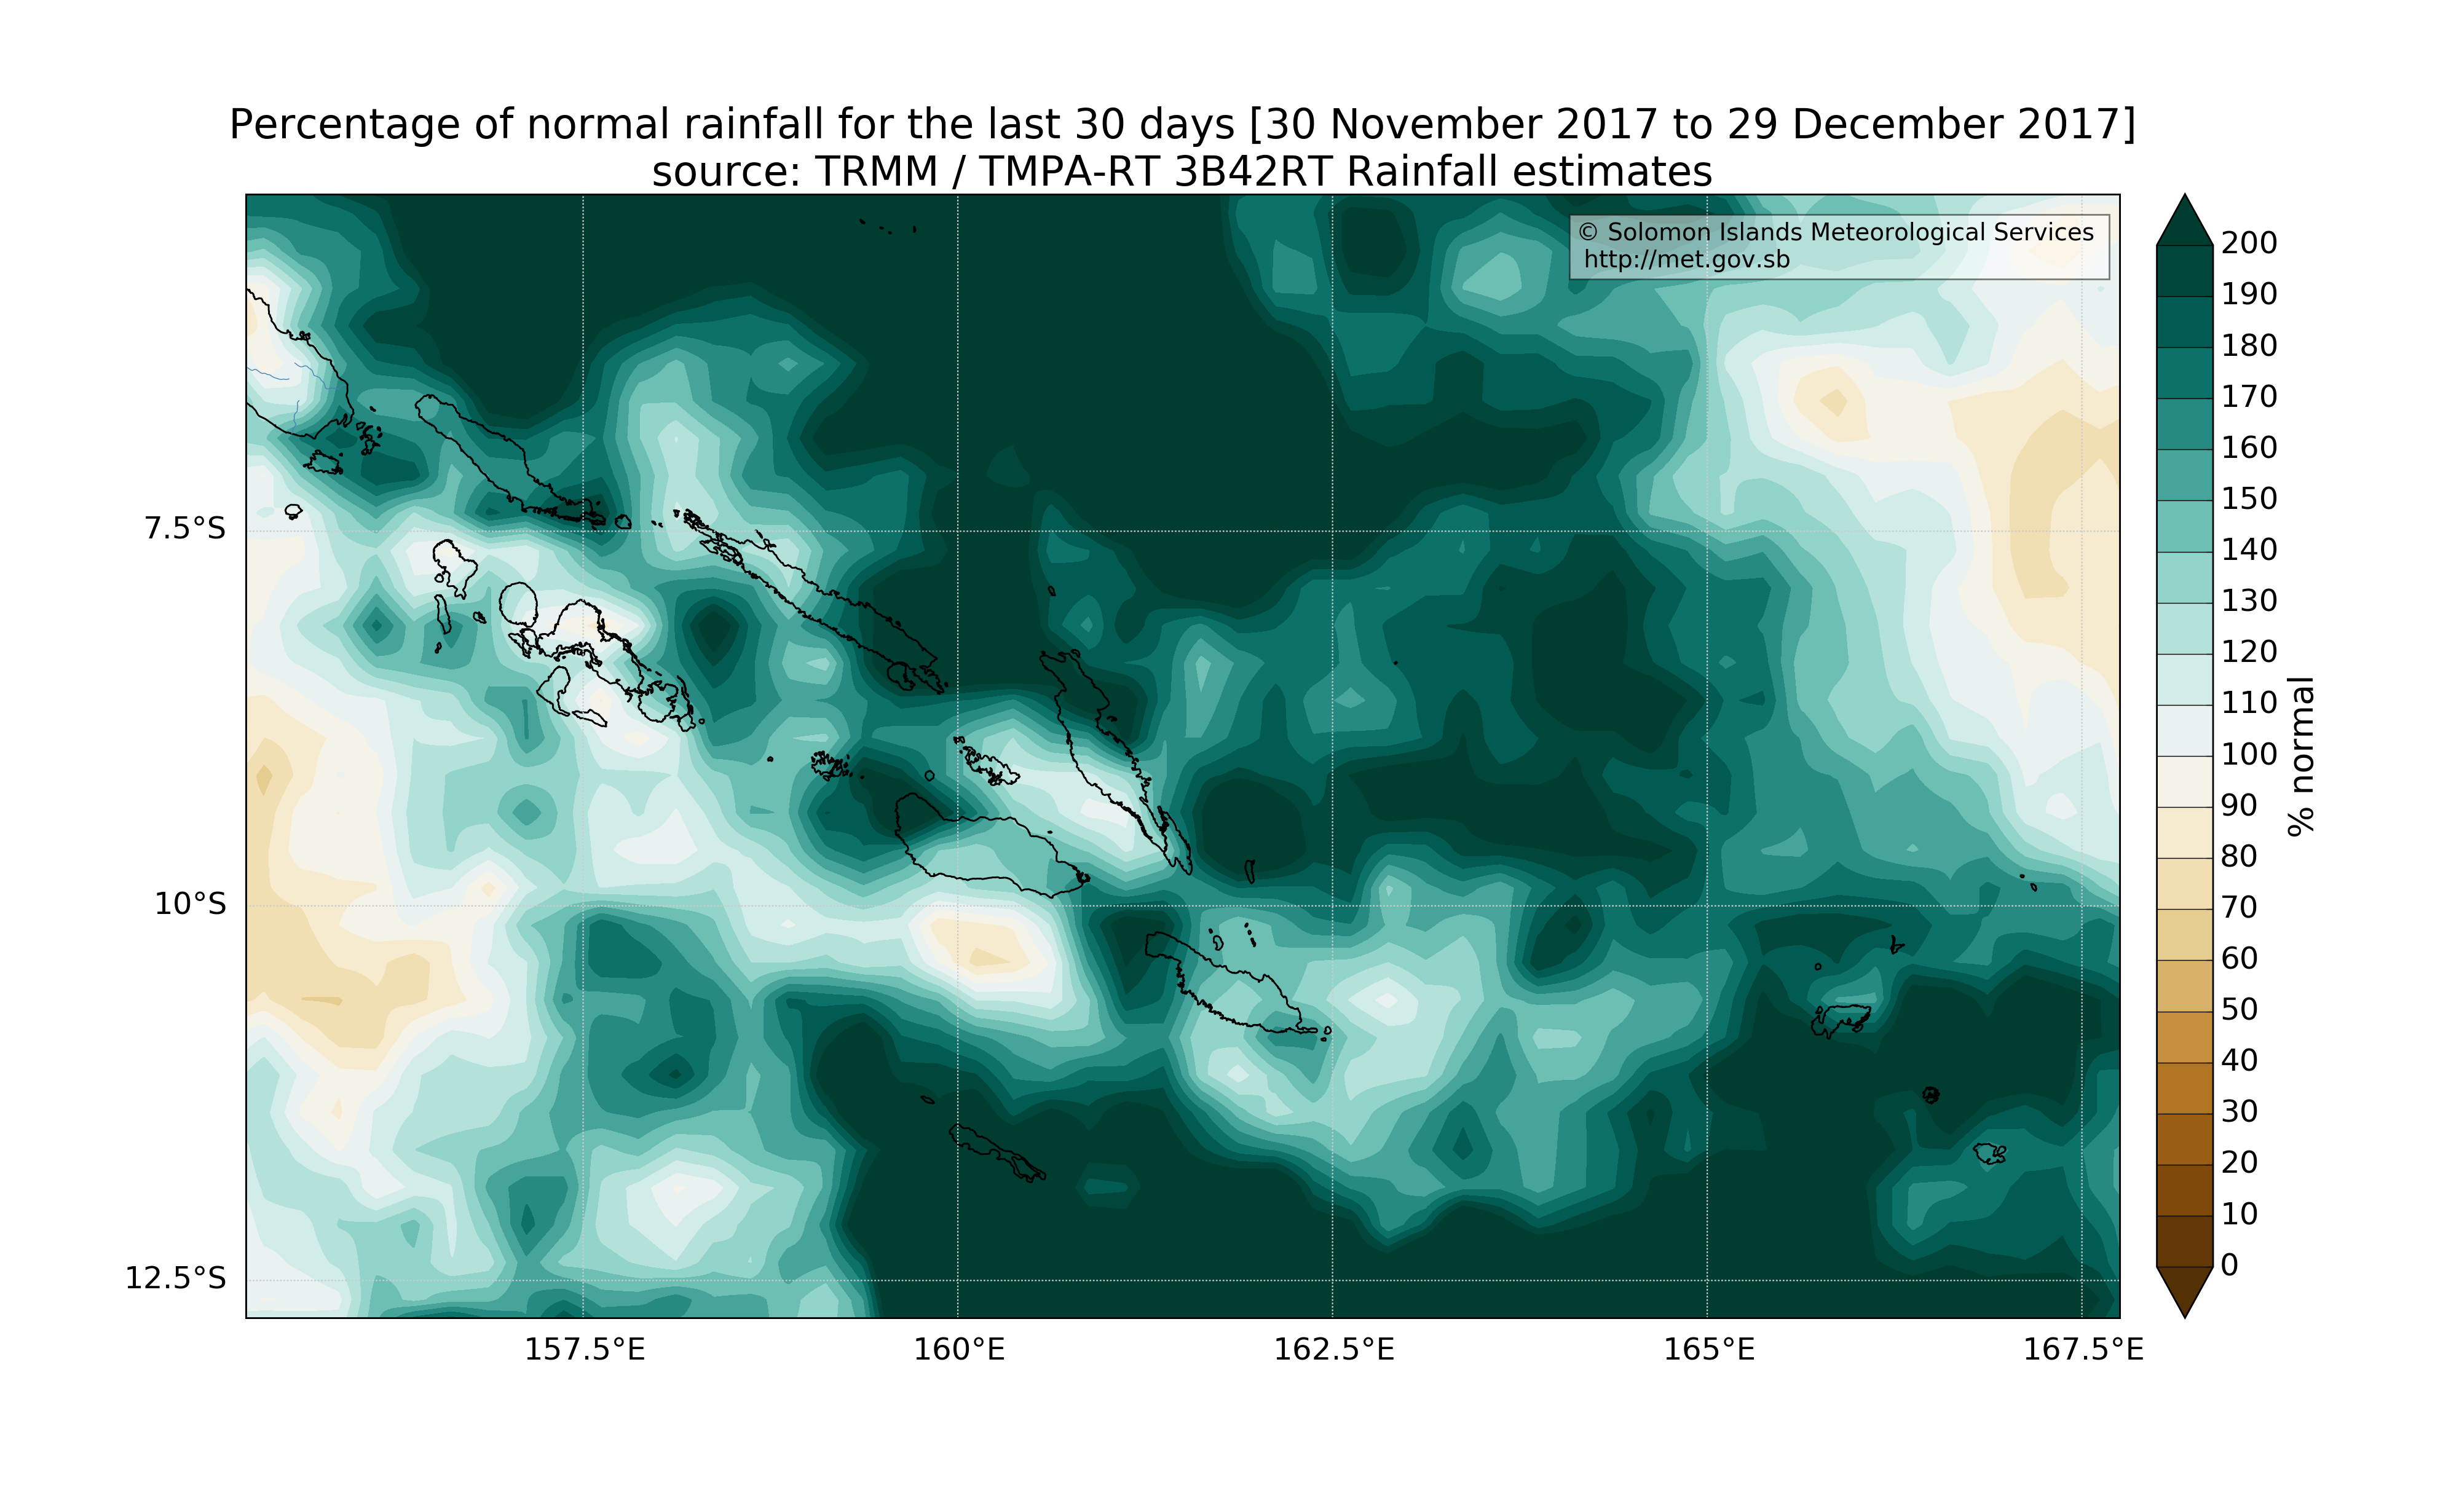 Percentage of normal rainfall for the last 30 days [30 November 2017 to 29 December 2017]
source: TRMM / TMPA-RT 3B42RT Rainfall estimates
© Solomon Islands Meteorological Services
http://met.gov.sb
7.5°S
10°S
12.5°S
157.5°E
160°E
162.5°E
165°E
167.5°E
200
190
180
170
160
150
140
130
120
110
100
90
80
70
60
50
40
30
20
10
0
% normal